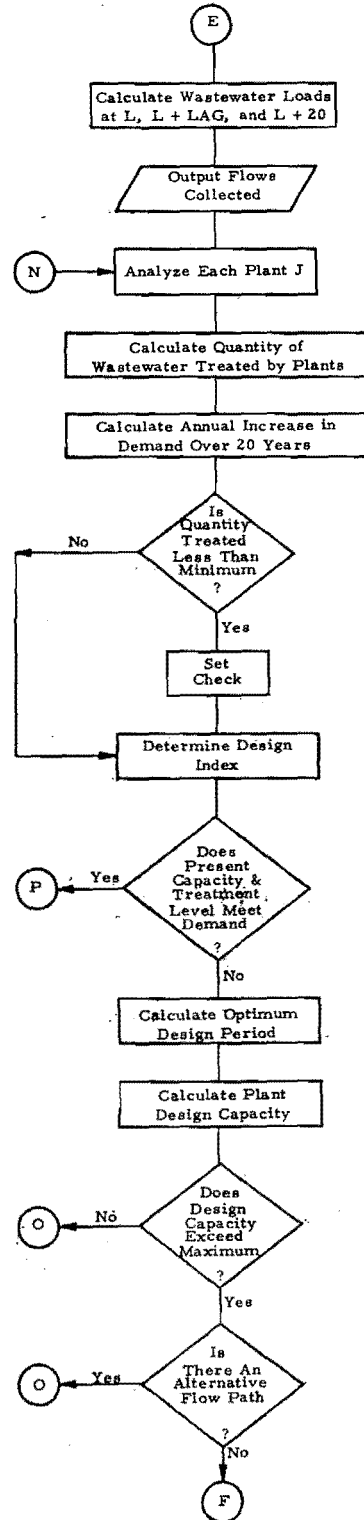 E
Calculate Wastewater Loads
at L, L + LAG, and L + 20
Output Flows
Collected
N
Analyze Each Plant J
Calculate Quantity of
Wastewater Treated by Plants
Calculate Annual Increase in
Demand Over 20 Years
Is
Quantity
Treated
Less Than
Minimum
?
No
Yes
Set
Check
Determine Design
Index
Does
Present
Capacity &
Treatment
Level Meet
Demand
?
Yes
P
No
Calculate Optimum
Design Period
Calculate Plant
Design Capacity
Does
Design
Capacity
Exceed
Maximum
?
No
O
Yes
Is
There An
Alternative
Flow Path
?
Yes
O
No
F